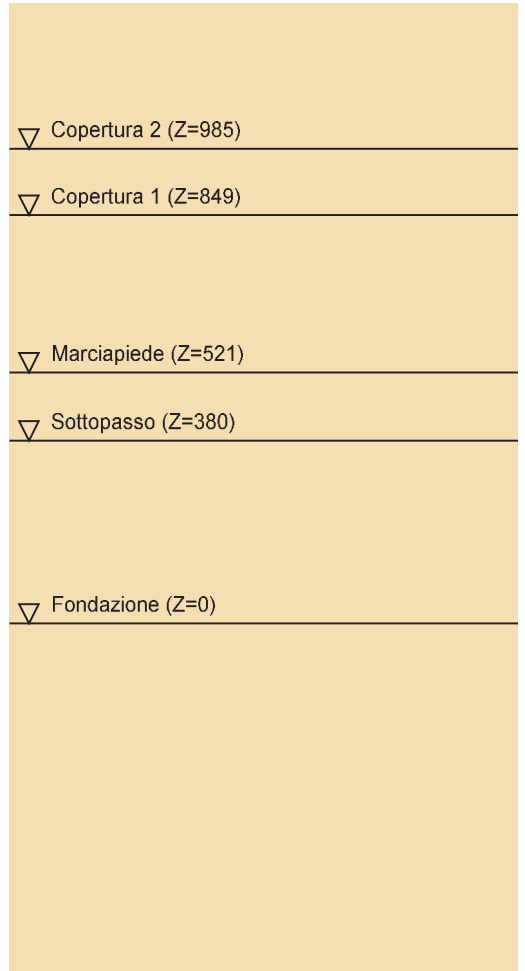 Copertura 2 (Z=985)
Copertura 1 (Z=849)
Marciapiede (Z=521)
Sottopasso (Z=380)
Fondazione (Z=0)